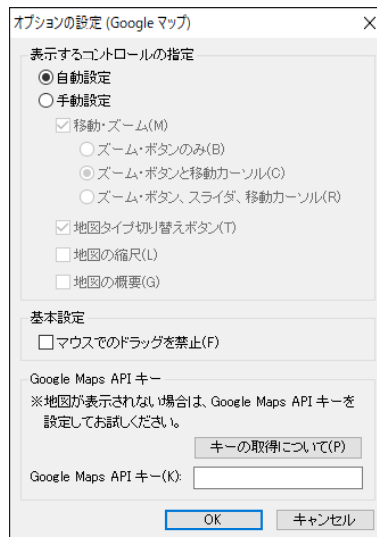 オプションの設定 (Google マップ)
表示するコントロールの指定
自動設定
手動設定
移動・ズーム(M)
ズーム・ボタンのみ(B)
ズーム・ボタンと移動カーソル(C)
ズーム・ボタン、スライダ、移動カーソル(R)
地図タイプ切り替えボタン(T)
地図の縮尺(L)
地図の概要(G)
基本設定
マウスでのドラッグを禁止(F)
Google Maps API キー
※地図が表示されない場合は、Google Maps API キーを
設定してお試しください。
キーの取得について(P)
Google Maps API キー(K):
OK
キャンセル